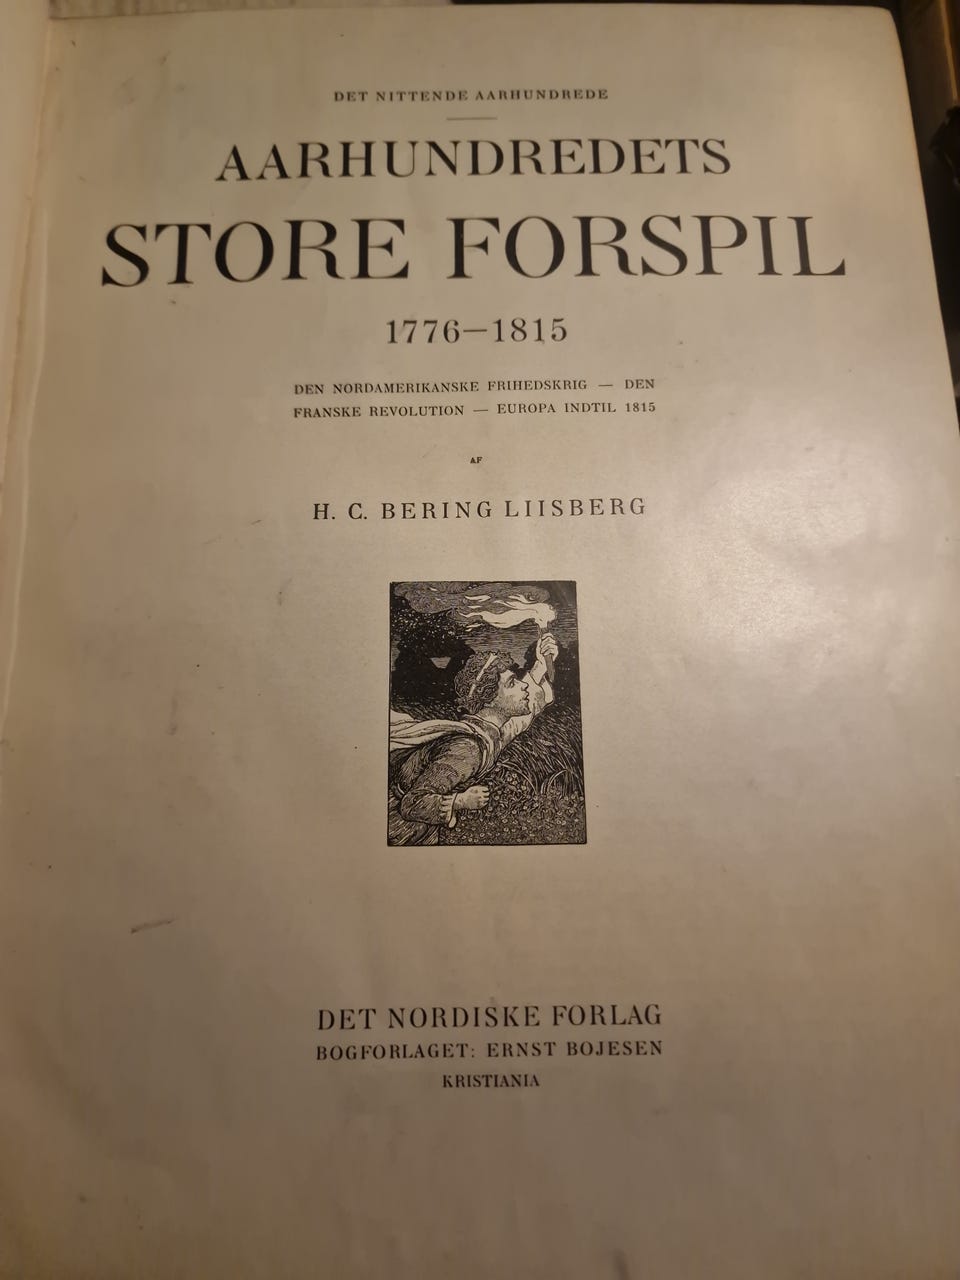 DET NITTENDE AARHUNDREDE
AARHUNDREDETS
STORE FORSPIL
1776—1815
DEN NORDAMERIKANSKE FRIHEDSKRIG — DEN
FRANSKE REVOLUTION — EUROPA INDTIL 1815
AF
H. C. BERING LIISBERG
DET NORDISKE FORLAG
BOGFORLAGET: ERNST BOJESEN
KRISTIANIA